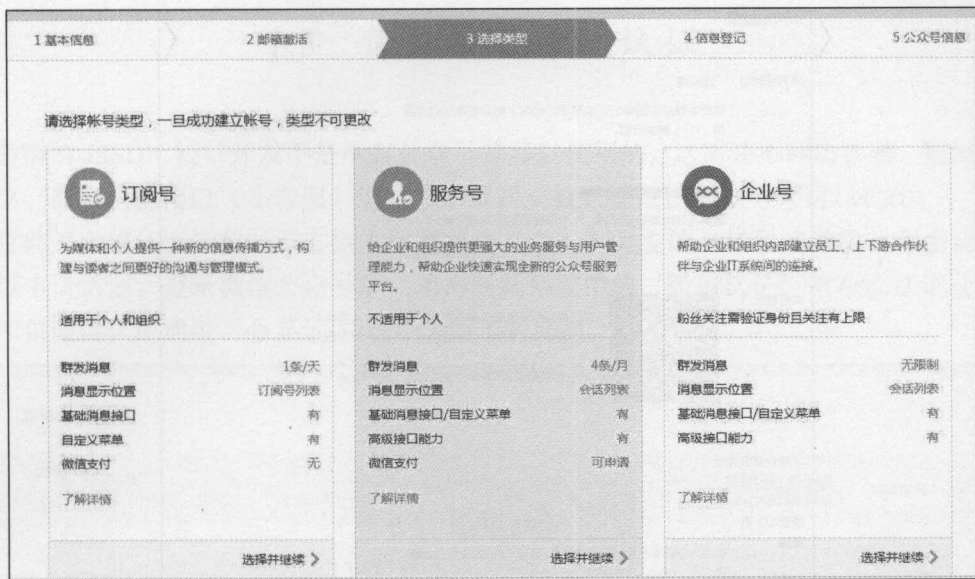 1 基本信息 2 邮箱激活 3 选择类型 4 信息登记 5 公众号信息
请选择帐号类型，一旦成功建立帐号，类型不可更改
订阅号
为媒体和个人提供一种新的信息传播方式，构
建与读者之间更好的沟通与管理模式。
适用于个人和组织
群发消息 1条/天
消息显示位置 订阅号列表
基础消息接口 有
自定义菜单 有
微信支付 无
了解详情
选择并继续
服务号
给企业和组织提供更强大的业务服务与用户管
理能力，帮助企业快速实现全新的公众号服务
平台。
不适用于个人
群发消息 4条/月
消息显示位置 会话列表
基础消息接口/自定义菜单 有
高级接口能力 有
微信支付 可申请
了解详情
选择并继续
企业号
帮助企业和组织内部建立员工、上下游合作伙
伴与企业IT系统间的连接。
粉丝关注需验证身份且关注有上限
群发消息 无限制
消息显示位置 会话列表
基础消息接口/自定义菜单 有
高级接口能力 有
了解详情
选择并继续